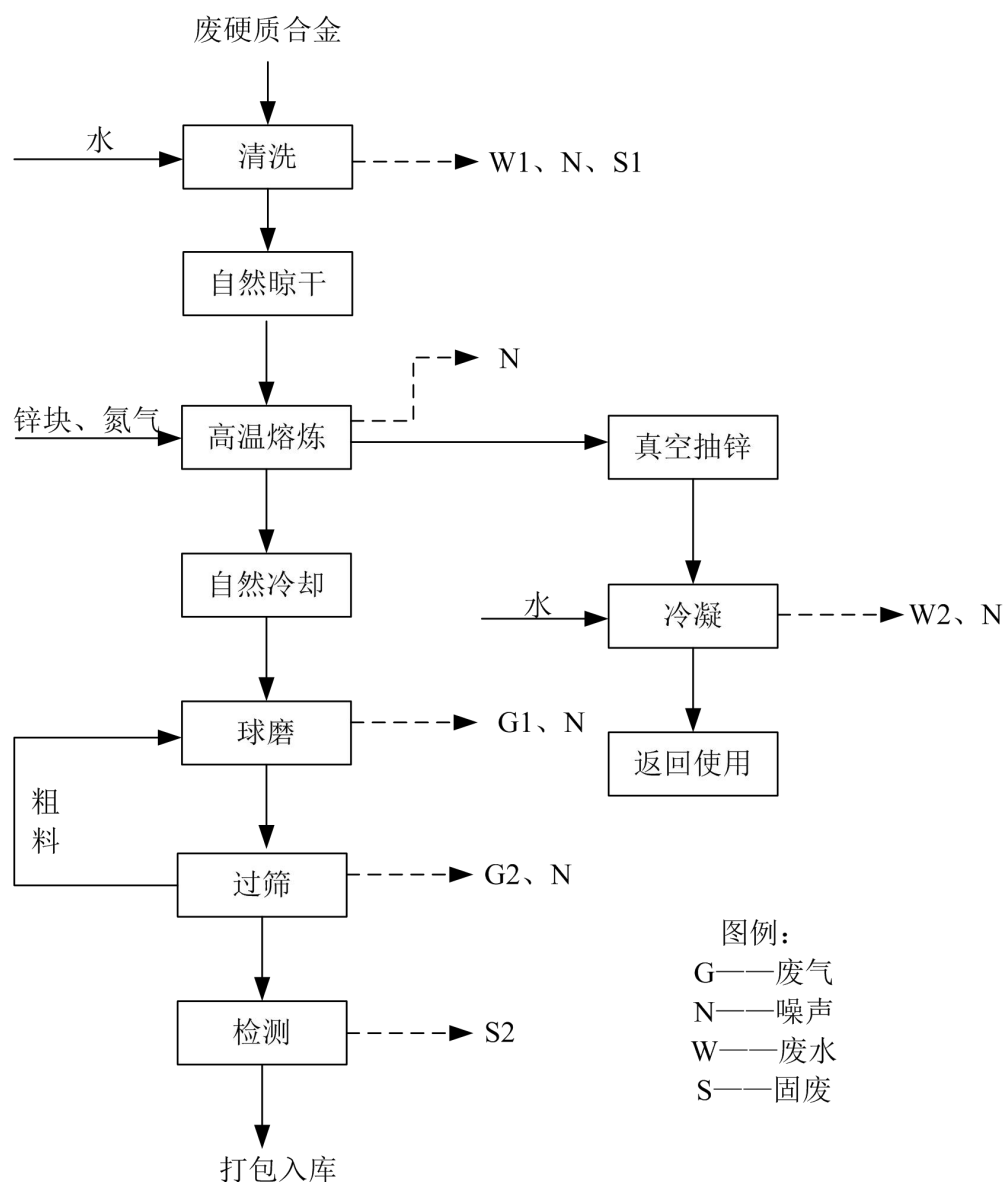 废硬质合金
水
清洗
W1、N、S1
自然晾干
N
锌块、氮气
高温熔炼
真空抽锌
自然冷却
水
冷凝
W2、N
球磨
G1、N
返回使用
粗
料
过筛
G2、N
图例：
G——废气
N——噪声
W——废水
S——固废
检测
S2
打包入库